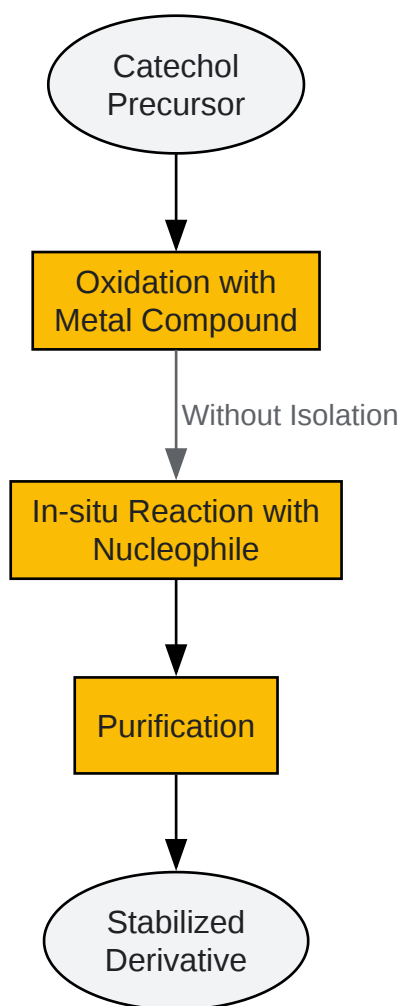 Catechol
Precursor
Oxidation with
Metal Compound
Without Isolation
In-situ Reaction with
Nucleophile
Purification
Stabilized
Derivative